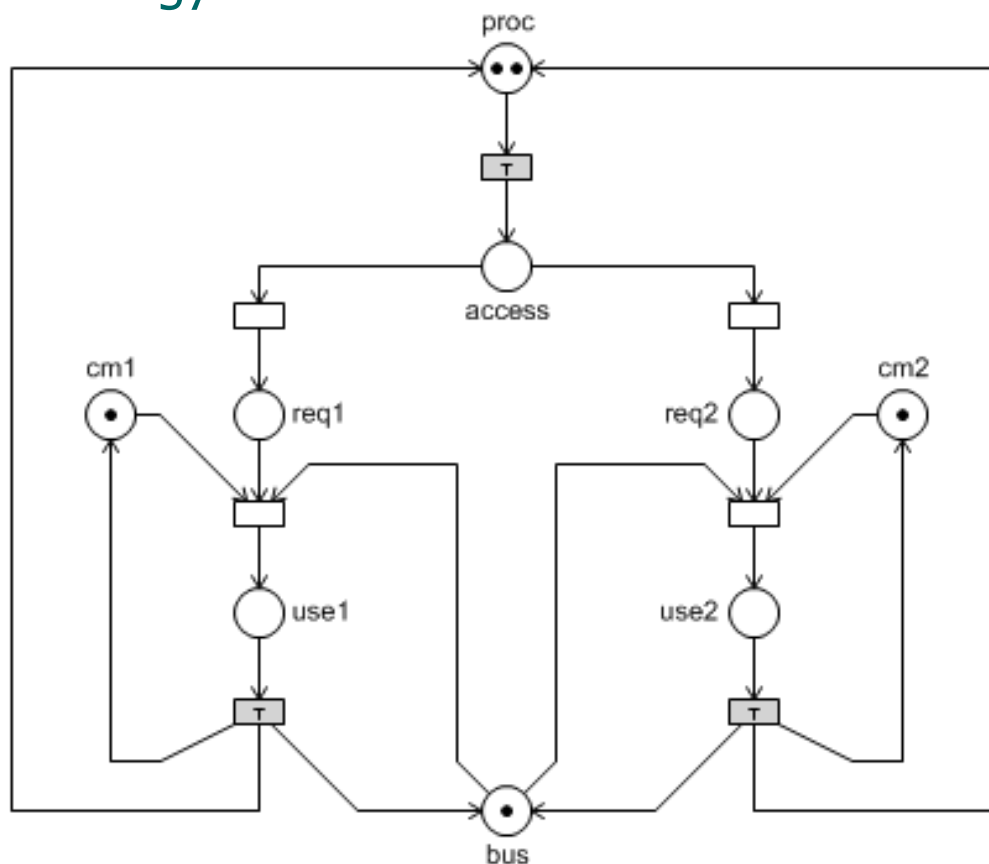 proc
T
access
cm1
cm2
req1
req2
use1
use2
T
T
bus